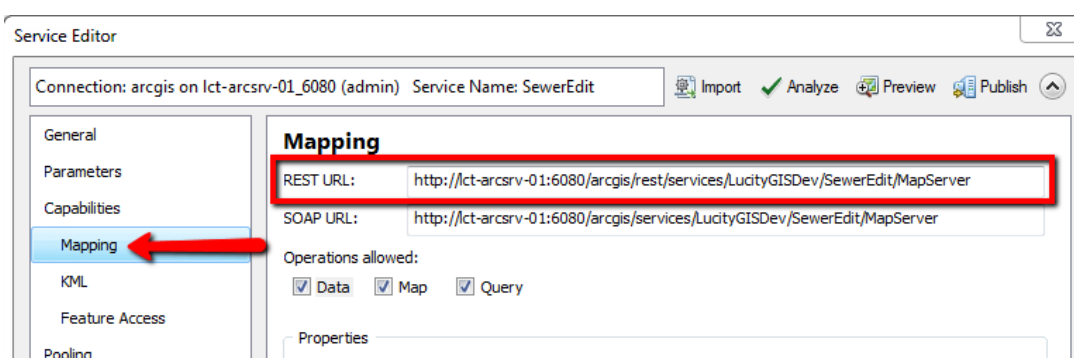 Service Editor
Connection: arcgis on lct-arcsrv-01_6080 (admin) Service Name: SewerEdit
Import Analyze Preview Publish
General
Parameters
Capabilities
Mapping
KML
Feature Access
Pooling
Mapping
REST URL: http://lct-arcsrv-01:6080/arcgis/rest/services/LucityGISDev/SewerEdit/MapServer
SOAP URL: http://lct-arcsrv-01:6080/arcgis/services/LucityGISDev/SewerEdit/MapServer
Operations allowed:
Data Map Query
Properties